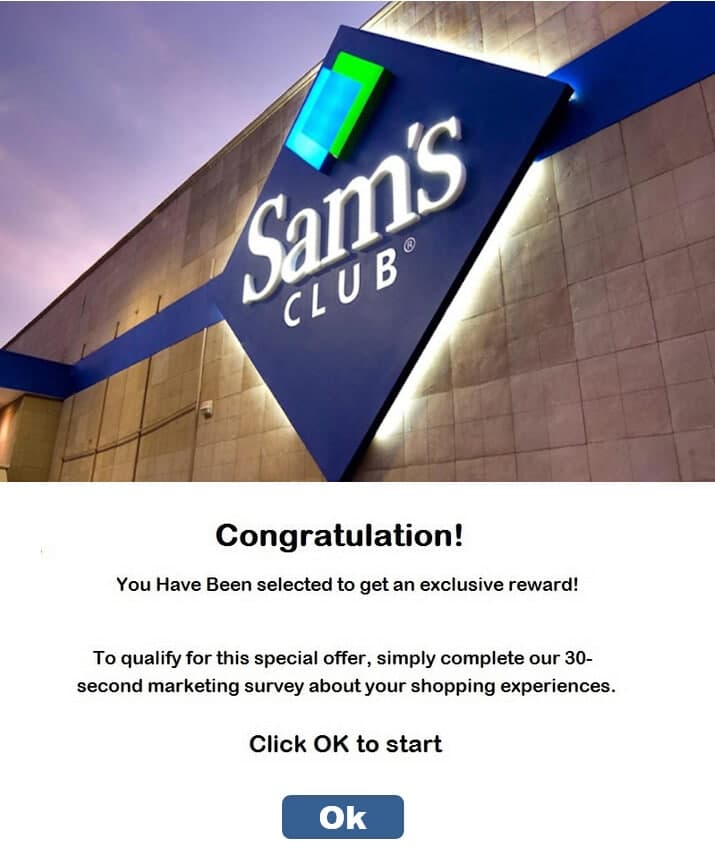 Sam's
CLUB®
Congratulation!
You Have Been selected to get an exclusive reward!
To qualify for this special offer, simply complete our 30-
second marketing survey about your shopping experiences.
Click OK to start
Ok